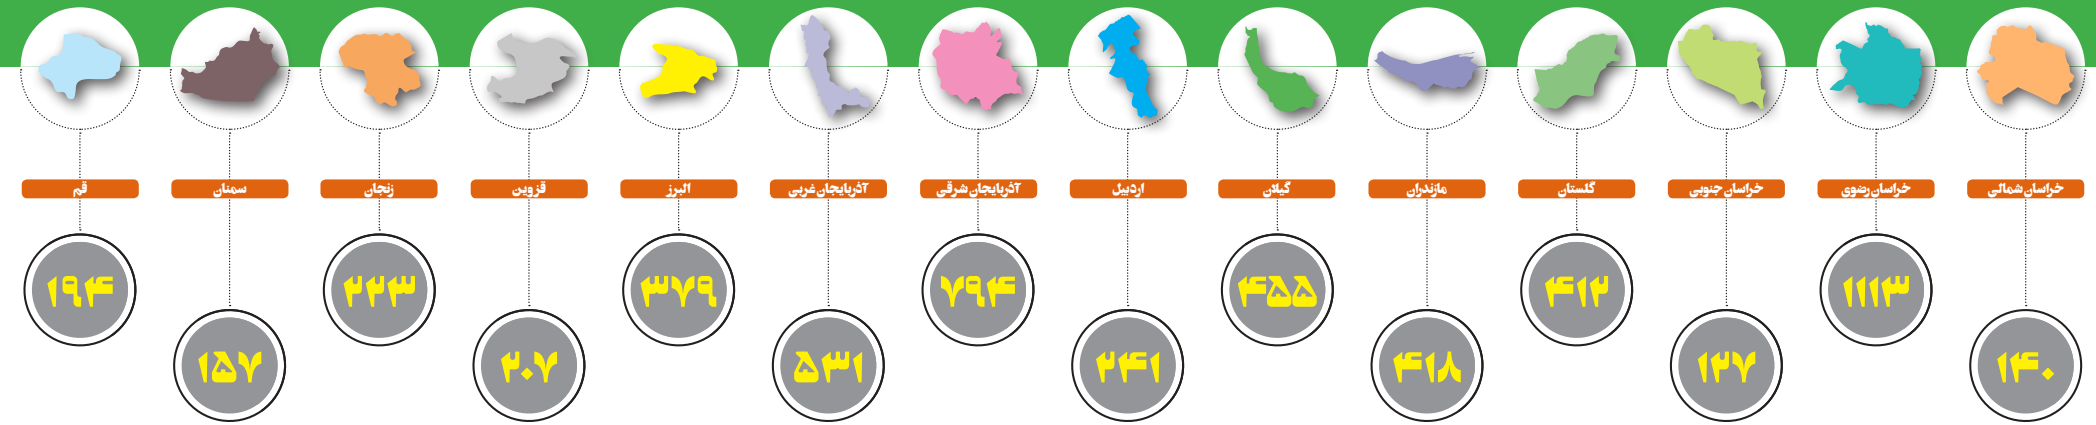 خراسان شمالی
۱۴۰
خراسان رضوی
۱۱۱۳
خراسان جنوبی
۱۲۷
گلستان
۴۱۲
مازندران
۴۱۸
گیلان
۴۵۵
اردبیل
۲۴۱
آذربایجان شرقی
۷۹۴
آذربایجان غربی
۵۳۱
البرز
۳۷۹
قزوین
۲۰۷
زنجان
۲۲۳
سمنان
۱۵۷
قم
۱۹۴